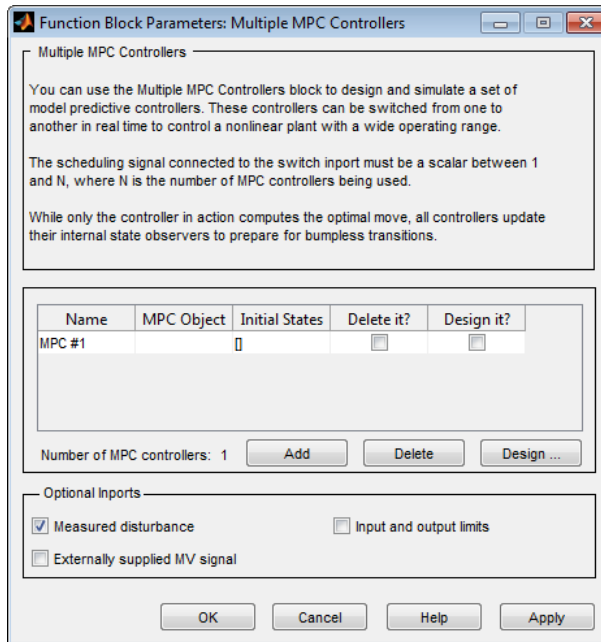 Function Block Parameters: Multiple MPC Controllers
Multiple MPC Controllers
You can use the Multiple MPC Controllers block to design and simulate a set of
model predictive controllers. These controllers can be switched from one to
another in real time to control a nonlinear plant with a wide operating range.
The scheduling signal connected to the switch inport must be a scalar between 1
and N, where N is the number of MPC controllers being used.
While only the controller in action computes the optimal move, all controllers update
their internal state observers to prepare for bumpless transitions.
Name MPC Object Initial States Delete it? Design it?
MPC #1 []
Number of MPC controllers: 1 Add Delete Design ...
Optional Inports
Measured disturbance Input and output limits
Externally supplied MV signal
OK Cancel Help Apply